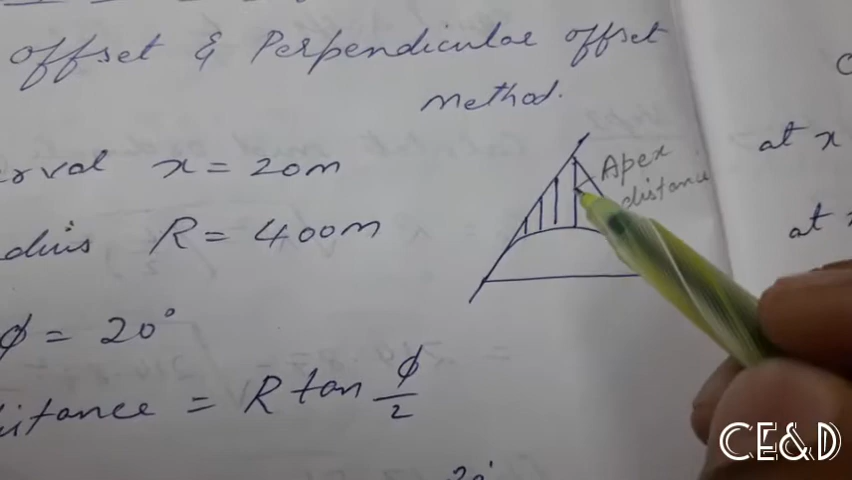 offset & Perpendicular offset
method.
x = 20m
R = 400m
φ = 20°
= R tan φ/2
Apex
distance
at x
at
CE&D